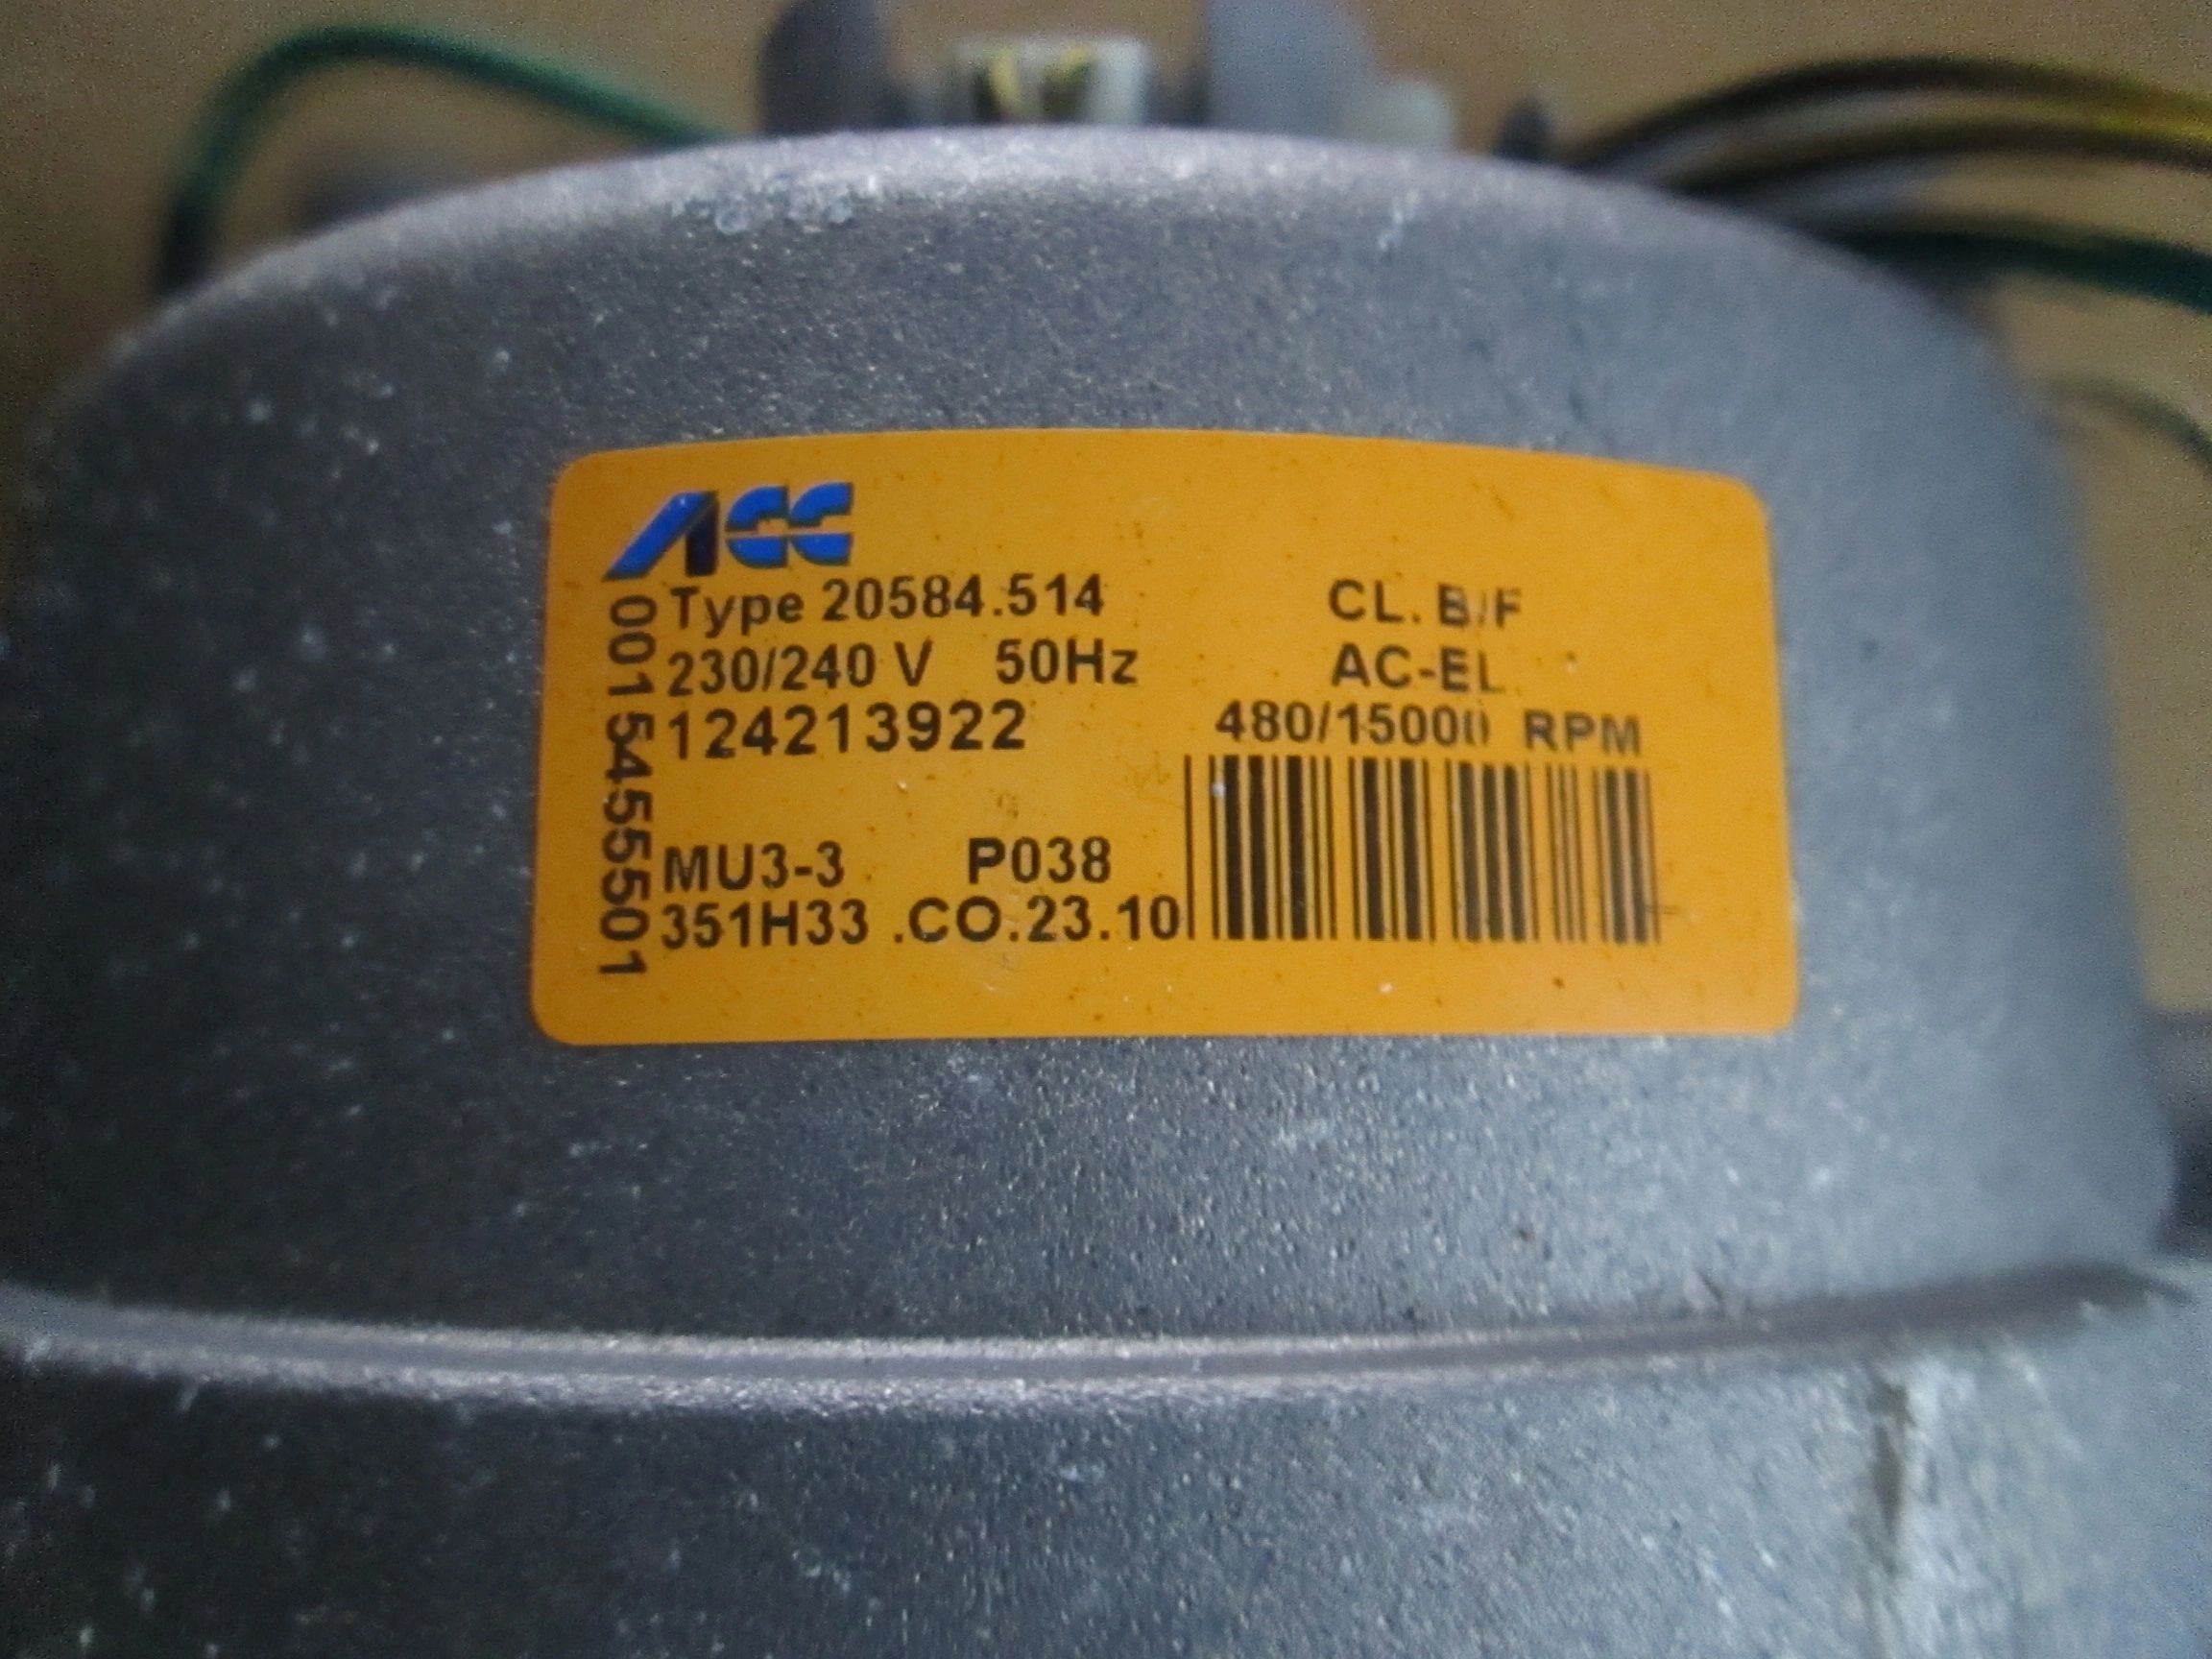 ACC
Type 20584.514 CL. B/F
230/240 V 50Hz AC-EL
124213922 480/15000 RPM
MU3-3 P038
351H33 .CO.23.10
00154555501